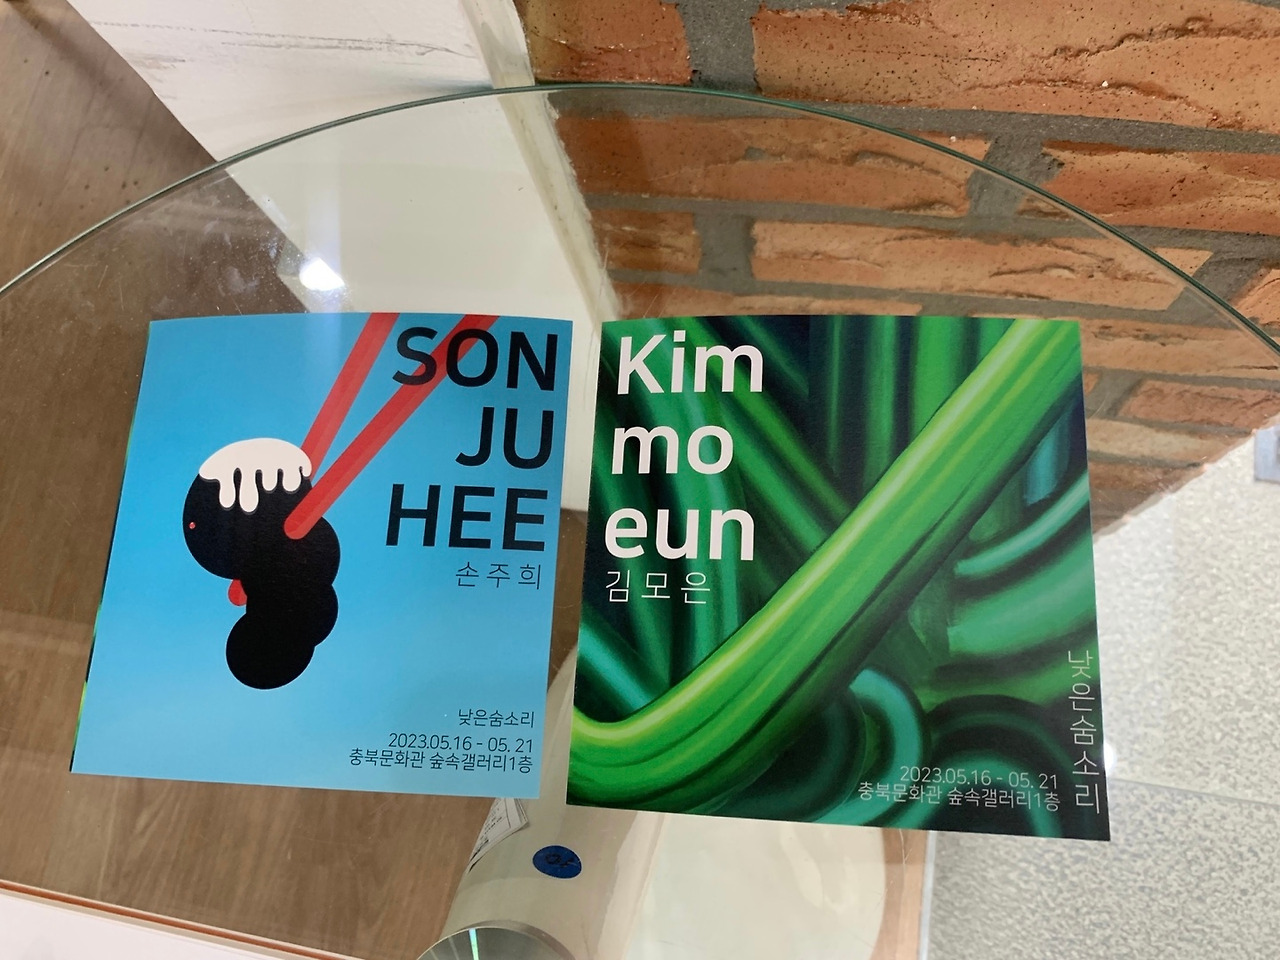 SON
JU
HEE
손주희
낮은숨소리
2023.05.16 - 05. 21
충북문화관 숲속갤러리1층
Kim
mo
eun
김모은
낮은숨소리
2023.05.16 - 05. 21
충북문화관 숲속갤러리1층